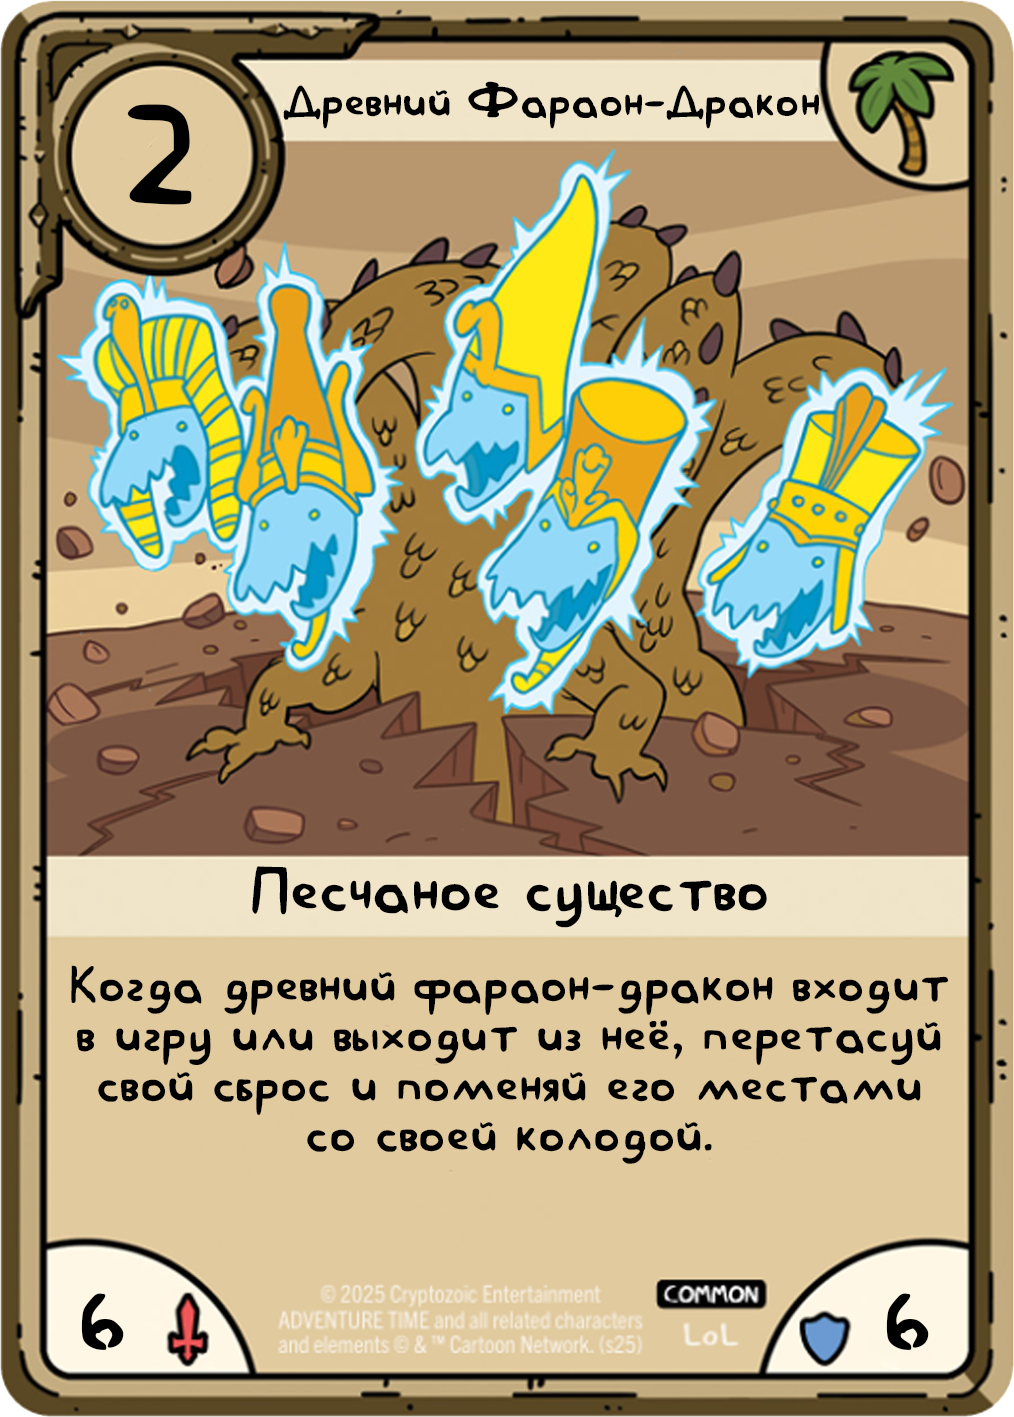 2
Древний Фараон-Дракон
Песчаное существо
Когда древний фараон-дракон входит
в игру или выходит из неё, перетасуй
свой сброс и поменяй его местами
со своей колодой.
6
© 2025 Cryptozoic Entertainment
ADVENTURE TIME and all related characters
and elements © & ™ Cartoon Network. (s25)
COMMON
LoL
6